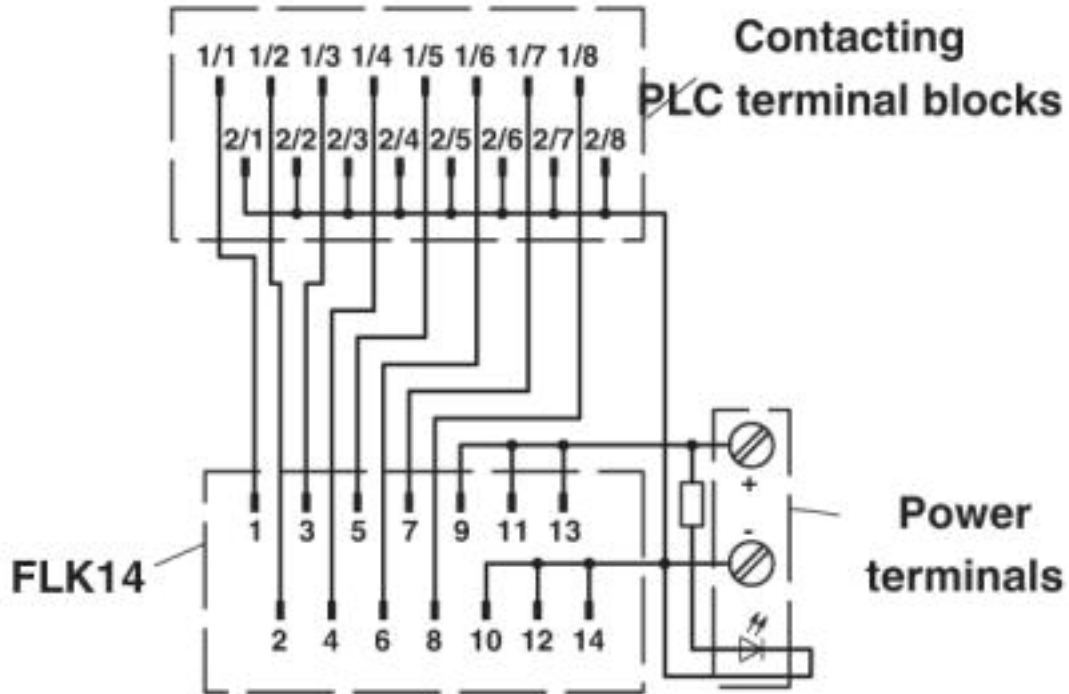 Contacting
PLC terminal blocks
1/1 1/2 1/3 1/4 1/5 1/6 1/7 1/8
2/1 2/2 2/3 2/4 2/5 2/6 2/7 2/8
+
-
Power
terminals
FLK14
1 3 5 7 9 11 13
2 4 6 8 10 12 14